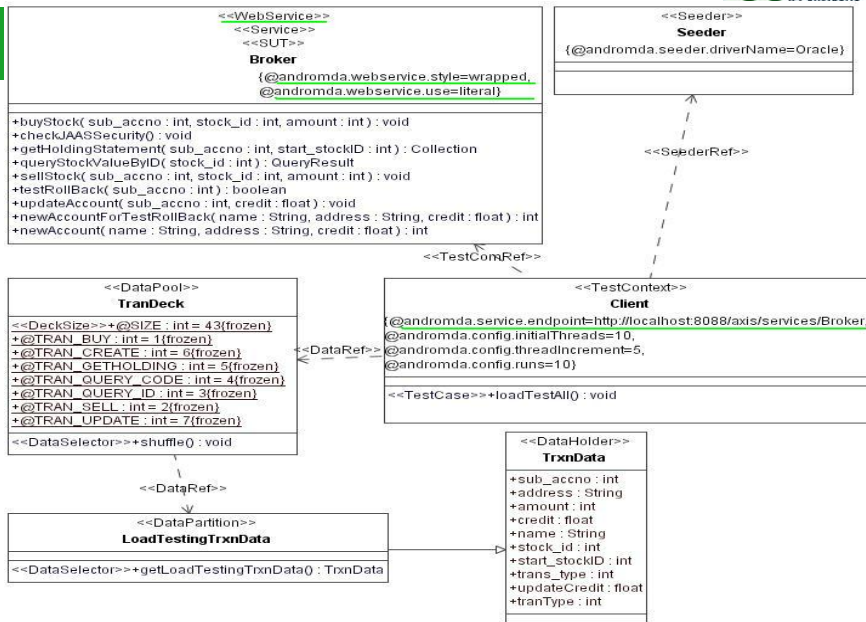 <<WebService>>
<<Service>>
<<SUT>>
Broker
{@andromda.webservice.style=wrapped,
@andromda.webservice.use=literal}
+buyStock( sub_accno : int, stock_id : int, amount : int ) : void
+checkJAASSecurity() : void
+getHoldingStatement( sub_accno : int, start_stockID : int ) : Collection
+queryStockValueByID( stock_id : int ) : QueryResult
+sellStock( sub_accno : int, stock_id : int, amount : int ) : void
+testRollBack( sub_accno : int ) : boolean
+updateAccount( sub_accno : int, credit : float ) : void
+newAccountForTestRollBack( name : String, address : String, credit : float ) : int
+newAccount( name : String, address : String, credit : float ) : int
<<Seeder>>
Seeder
{@andromda.seeder.driverName=Oracle}
<<SeederRef>>
<<TestComRef>>
<<DataPool>>
TranDeck
<<DeckSize>>+@SIZE : int = 43{frozen}
+@TRAN_BUY : int = 1{frozen}
+@TRAN_CREATE : int = 6{frozen}
+@TRAN_GETHOLDING : int = 5{frozen}
+@TRAN_QUERY_CODE : int = 4{frozen}
+@TRAN_QUERY_ID : int = 3{frozen}
+@TRAN_SELL : int = 2{frozen}
+@TRAN_UPDATE : int = 7{frozen}
<<DataSelector>>+shuffle() : void
<<DataRef>>
<<TestContext>>
Client
{@andromda.service.endpoint=http://localhost:8088/axis/services/Broker,
@andromda.config.initialThreads=10,
@andromda.config.threadIncrement=5,
@andromda.config.runs=10}
<<TestCase>>+loadTestAll() : void
<<DataRef>>
<<DataPartition>>
LoadTestingTrxnData
<<DataSelector>>+getLoadTestingTrxnData() : TrxnData
<<DataHolder>>
TrxnData
+sub_accno : int
+address : String
+amount : int
+credit : float
+name : String
+stock_id : int
+start_stockID : int
+trans_type : int
+updateCredit : float
+tranType : int